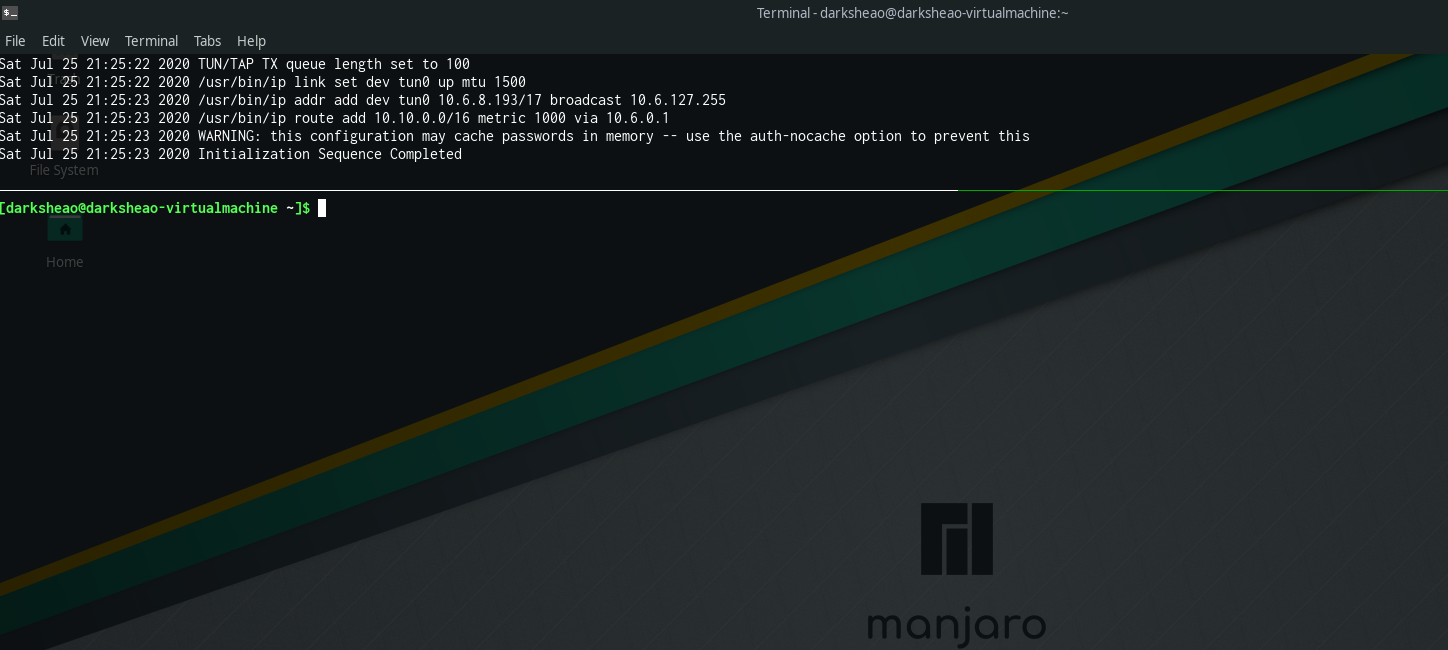 $_
Terminal - darksheao@darksheao-virtualmachine:~
File Edit View Terminal Tabs Help
Sat Jul 25 21:25:22 2020 TUN/TAP TX queue length set to 100
Trash
Sat Jul 25 21:25:22 2020 /usr/bin/ip link set dev tun0 up mtu 1500
Sat Jul 25 21:25:23 2020 /usr/bin/ip addr add dev tun0 10.6.8.193/17 broadcast 10.6.127.255
Sat Jul 25 21:25:23 2020 /usr/bin/ip route add 10.10.0.0/16 metric 1000 via 10.6.0.1
Sat Jul 25 21:25:23 2020 WARNING: this configuration may cache passwords in memory -- use the auth-nocache option to prevent this
Sat Jul 25 21:25:23 2020 Initialization Sequence Completed
File System
[darksheao@darksheao-virtualmachine ~]$
Home
manjaro